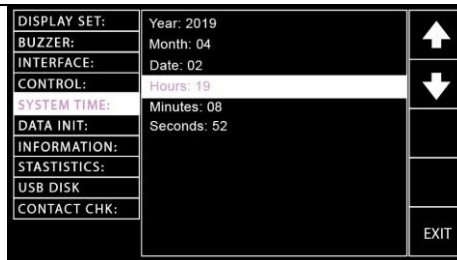 DISPLAY SET:
BUZZER:
INTERFACE:
CONTROL:
SYSTEM TIME:
DATA INIT:
INFORMATION:
STASTISTICS:
USB DISK
CONTACT CHK:
Year: 2019
Month: 04
Date: 02
Hours: 19
Minutes: 08
Seconds: 52
EXIT